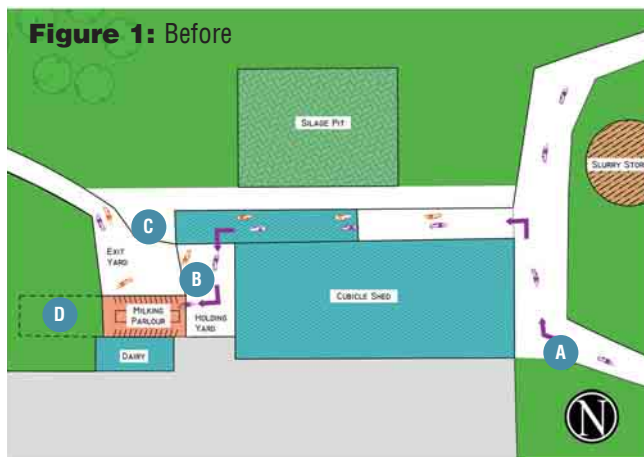 Figure 1: Before
SILAGE PIT
SLURRY STOR
C
EXIT
YARD
B
CUBICLE SHED
D
MILKING
PARLOUR
HOLDING
YARD
A
DAIRY
N